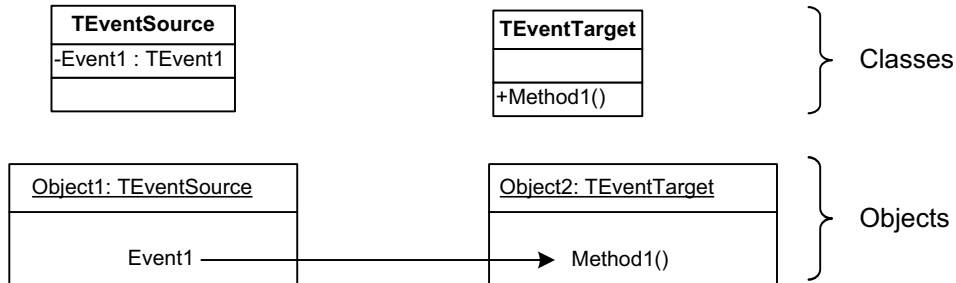 TEventSource
-Event1 : TEvent1
TEventTarget
+Method1()
Classes
Object1: TEventSource
Event1
Object2: TEventTarget
Method1()
Objects